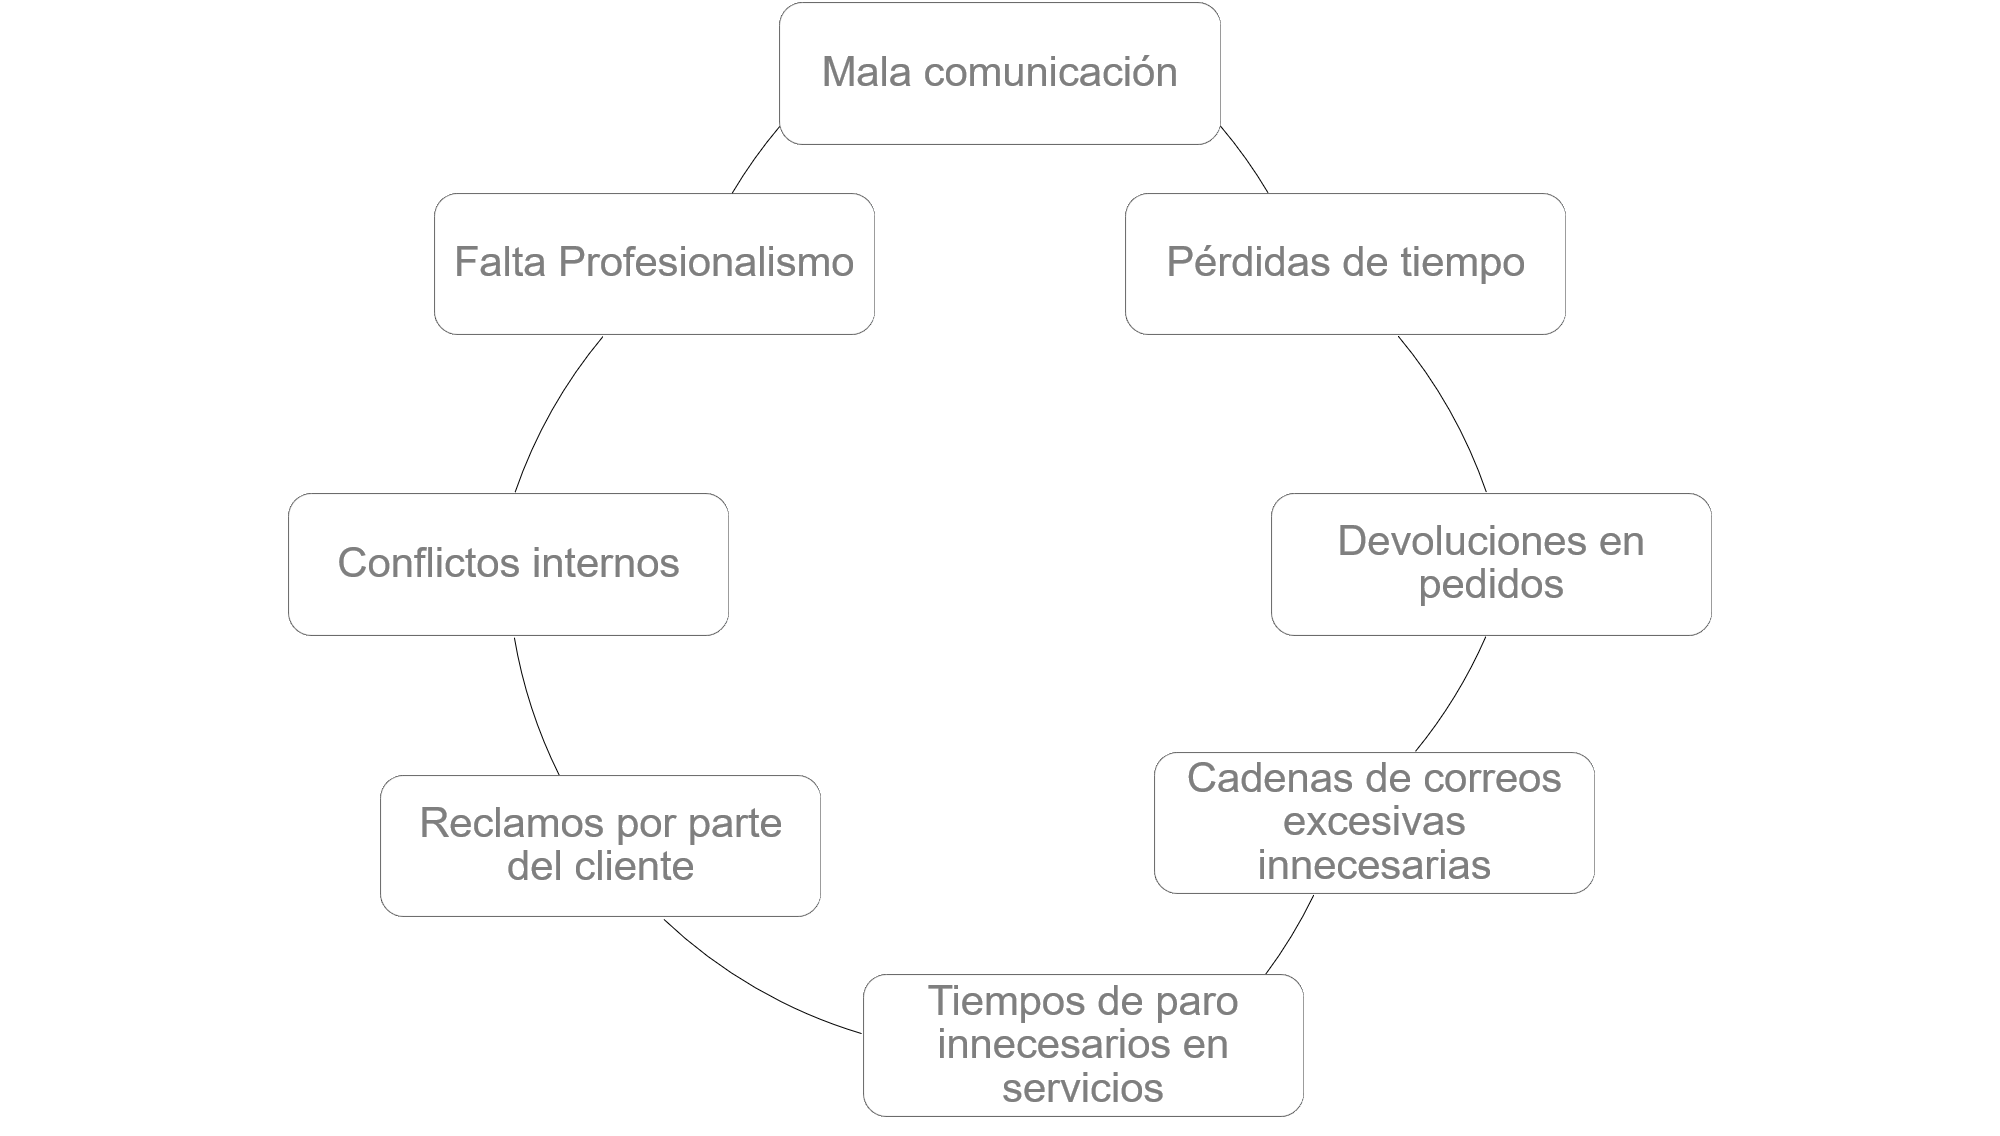 Mala comunicación
Falta Profesionalismo
Pérdidas de tiempo
Conflictos internos
Devoluciones en
pedidos
Cadenas de correos
excesivas
innecesarias
Reclamos por parte
del cliente
Tiempos de paro
innecesarios en
servicios